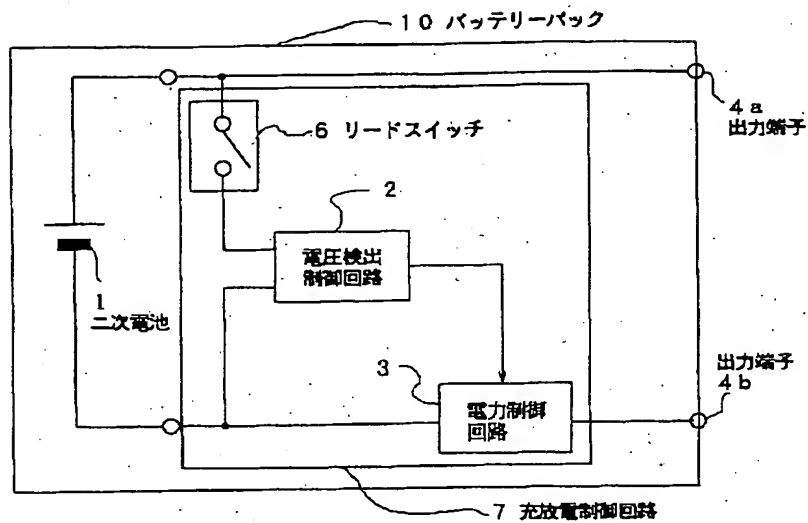 10 バッテリーパック
4a
出力端子
6 リードスイッチ
2
電圧検出
制御回路
1
二次電池
出力端子
4b
3
電力制御
回路
7 充放電制御回路